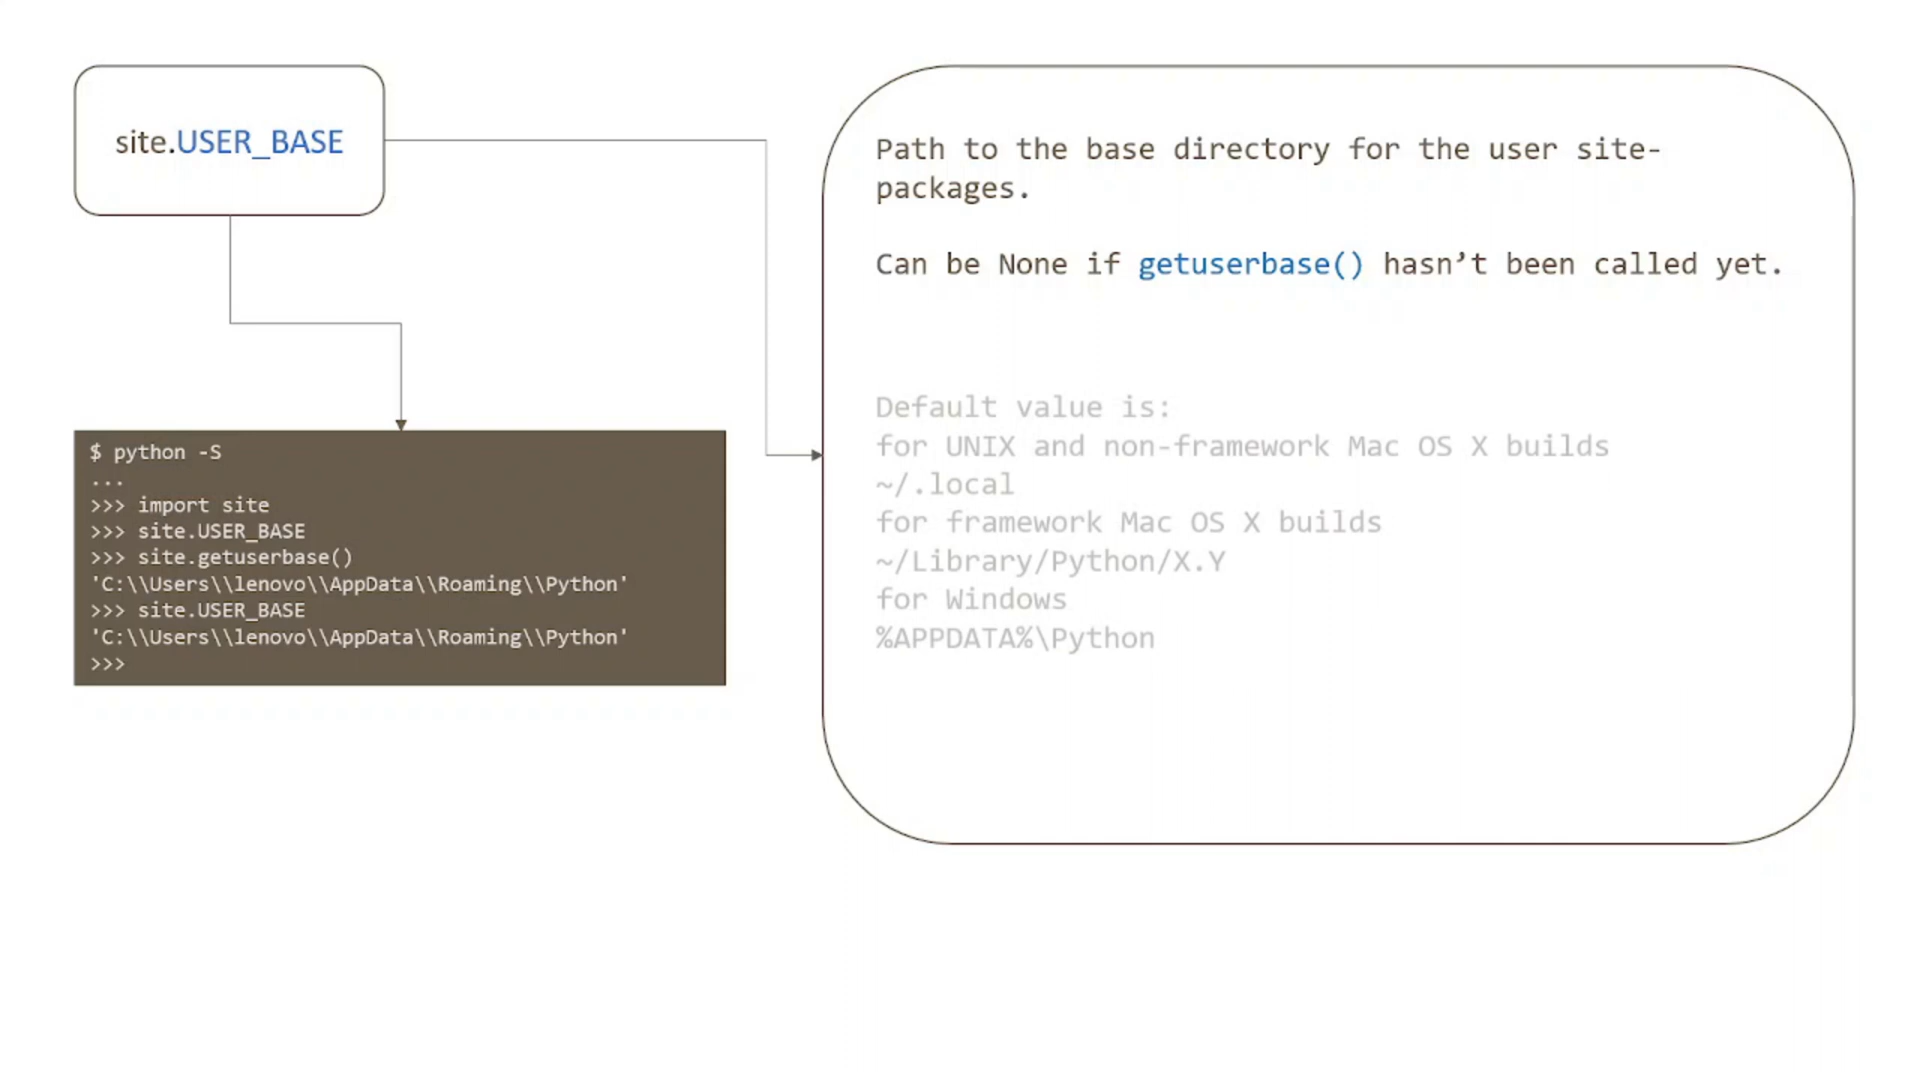 site.USER_BASE
Path to the base directory for the user site-
packages.
Can be None if getuserbase() hasn’t been called yet.
Default value is:
for UNIX and non-framework Mac OS X builds
~/.local
for framework Mac OS X builds
~/Library/Python/X.Y
for Windows
%APPDATA%\Python
$ python -S
...
>>> import site
>>> site.USER_BASE
>>> site.getuserbase()
'C:\\Users\\lenovo\\AppData\\Roaming\\Python'
>>> site.USER_BASE
'C:\\Users\\lenovo\\AppData\\Roaming\\Python'
>>>